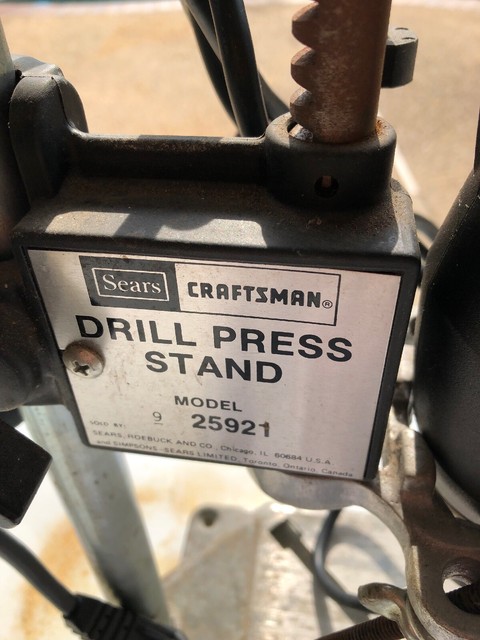 Sears CRAFTSMAN®
DRILL PRESS
STAND
MODEL
9 25921
SOLD BY:
SEARS, ROEBUCK AND CO., Chicago, IL 60684 U.S.A.
and SIMPSONS-SEARS LIMITED, Toronto, Ontario, Canada